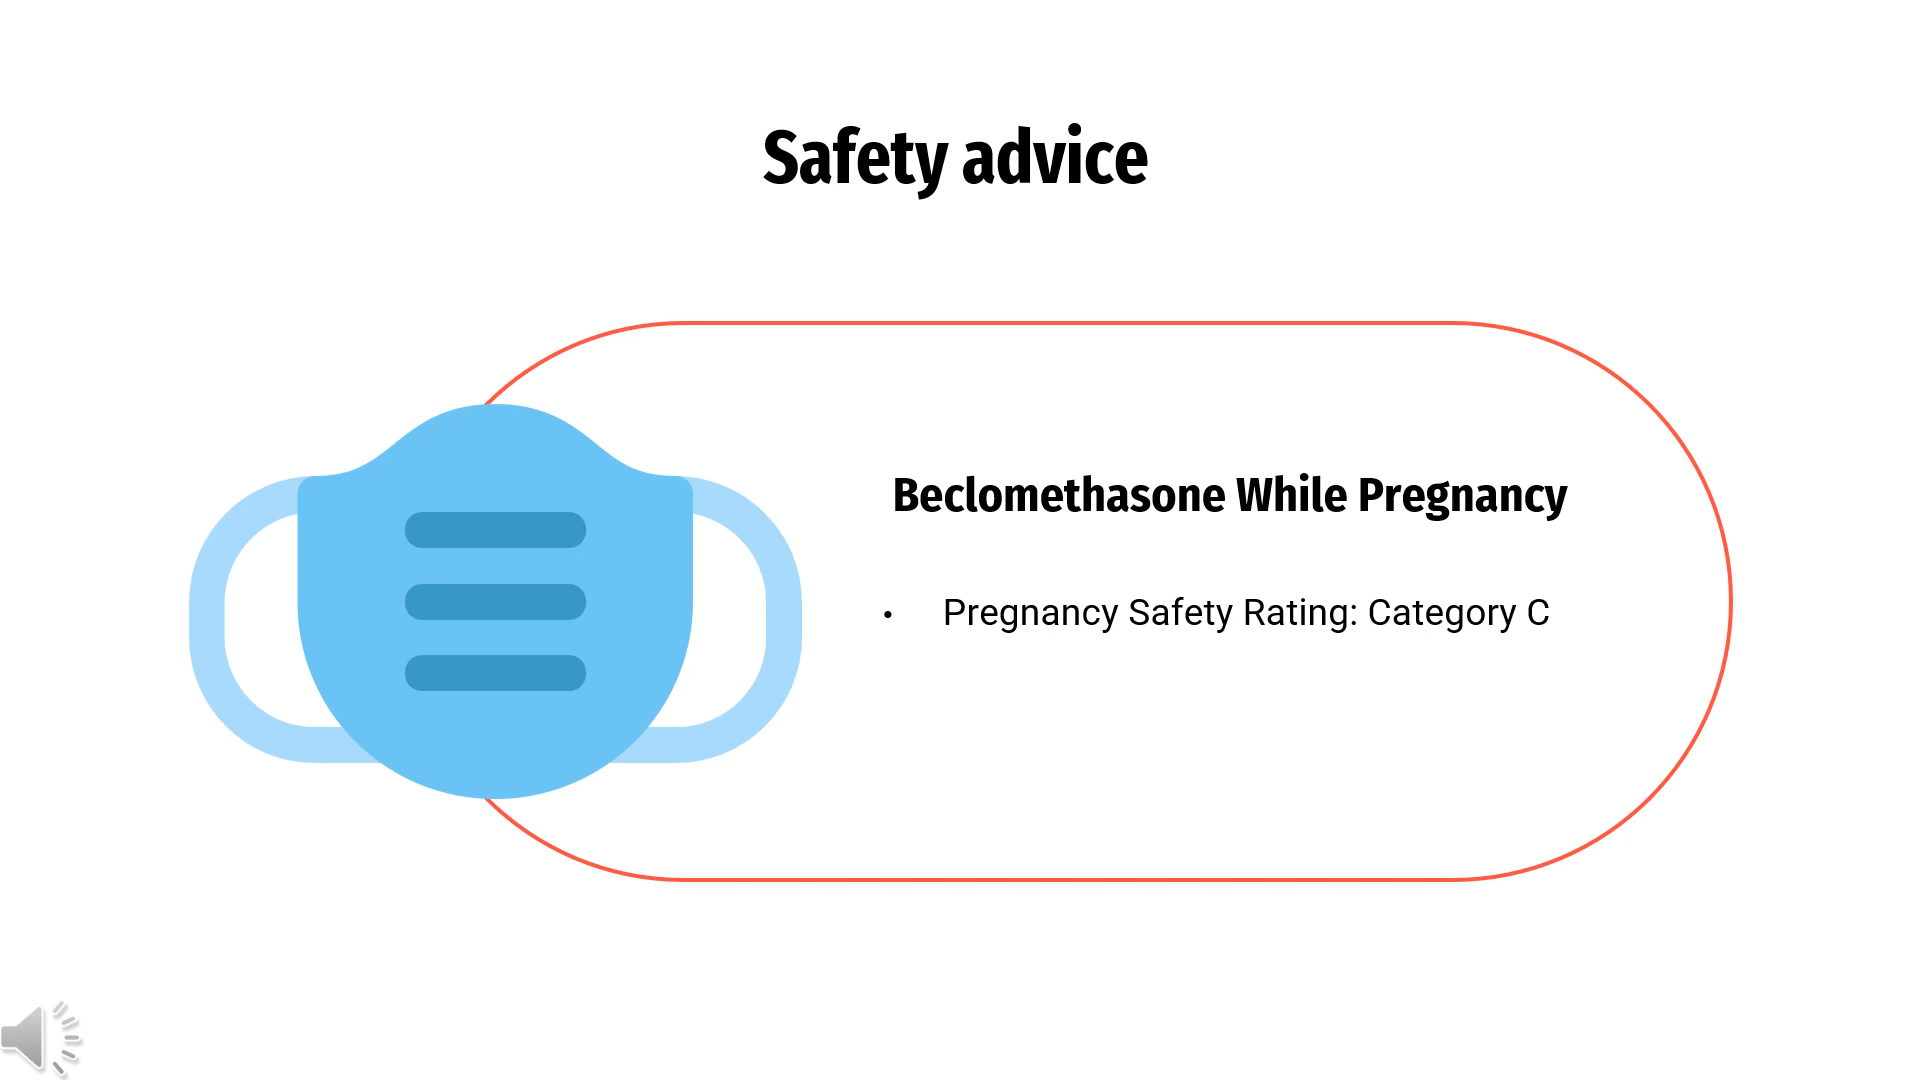 Safety advice
Beclomethasone While Pregnancy
• Pregnancy Safety Rating: Category C